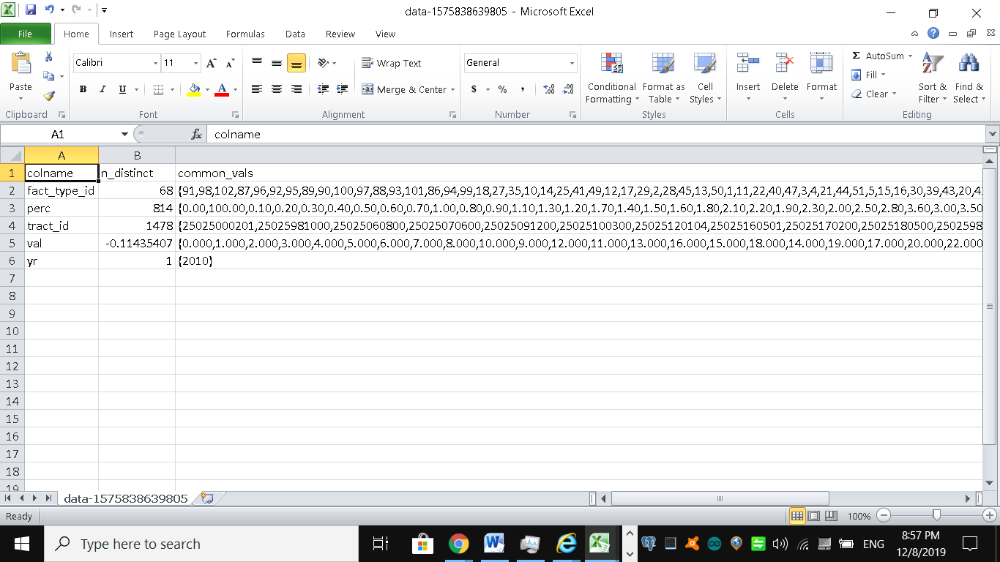 data-1575838639805 - Microsoft Excel
File Home Insert Page Layout Formulas Data Review View
Paste
Calibri 11
B I U A
Wrap Text
Merge & Center
General
$ % ,
Conditional Formatting
Format as Table
Cell Styles
Insert
Delete
Format
Σ AutoSum
Fill
Clear
Sort & Filter
Find & Select
Clipboard Font Alignment Number Styles Cells Editing
A1 fx colname
A B
1 colname n_distinct common_vals
2 fact_type_id 68 {91,98,102,87,96,92,95,89,90,100,97,88,93,101,86,94,99,18,27,35,10,14,25,41,49,12,17,29,2,28,45,13,50,1,11,22,40,47,3,4,21,44,51,5,15,16,30,39,43,20,4
3 perc 814 {0.00,100.00,0.10,0.20,0.30,0.40,0.50,0.60,0.70,1.00,0.80,0.90,1.10,1.30,1.20,1.70,1.40,1.50,1.60,1.80,2.10,2.20,1.90,2.30,2.00,2.50,2.80,3.60,3.00,3.50
4 tract_id 1478 {25025000201,25025981000,25025060800,25025070600,25025091200,25025100300,25025120104,25025160501,25025170200,25025180500,2502598
5 val -0.11435407 {0.000,1.000,2.000,3.000,4.000,5.000,6.000,7.000,8.000,10.000,9.000,12.000,11.000,13.000,16.000,15.000,18.000,14.000,19.000,17.000,20.000,22.000
6 yr 1 {2010}
7
8
9
10
11
12
13
14
15
16
17
18
19
data-1575838639805
Ready 100%
Type here to search
ENG
8:57 PM
12/8/2019